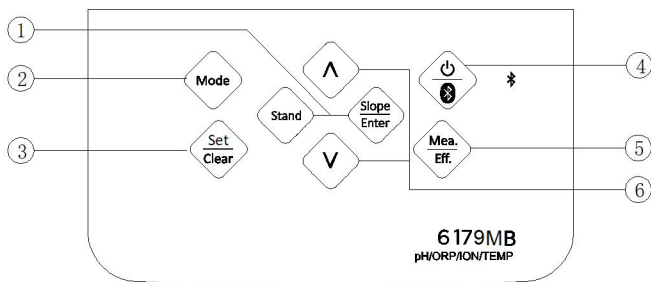 ①
②
③
④
⑤
⑥
Mode
Set
Clear
Stand
Slope
Enter
Λ
V
Mea.
Eff.
6179MB
pH/ORP/ION/TEMP